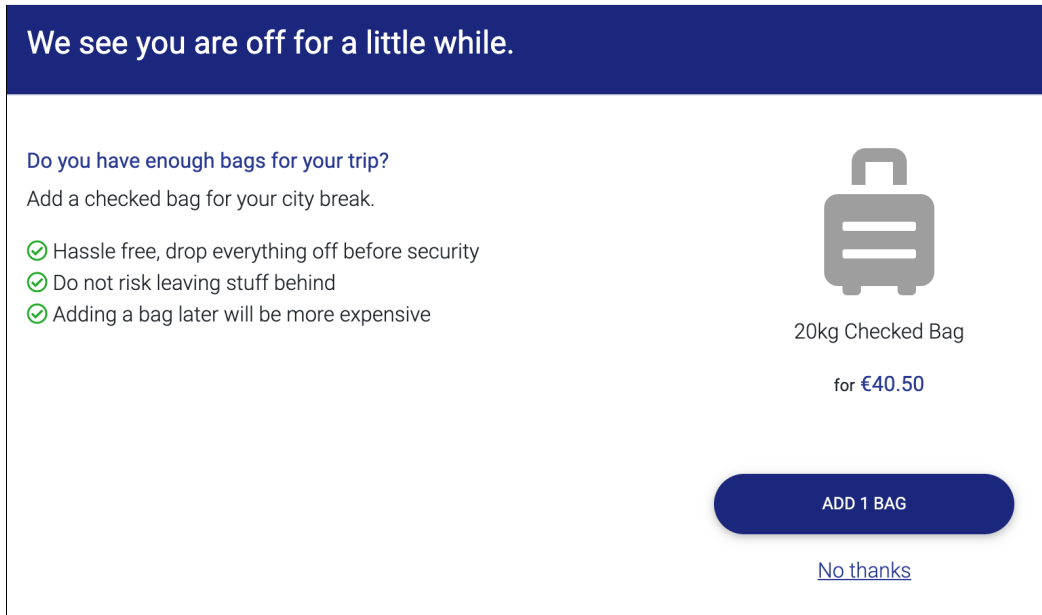 We see you are off for a little while.
Do you have enough bags for your trip?
Add a checked bag for your city break.
Hassle free, drop everything off before security
Do not risk leaving stuff behind
Adding a bag later will be more expensive
20kg Checked Bag
for €40.50
ADD 1 BAG
No thanks